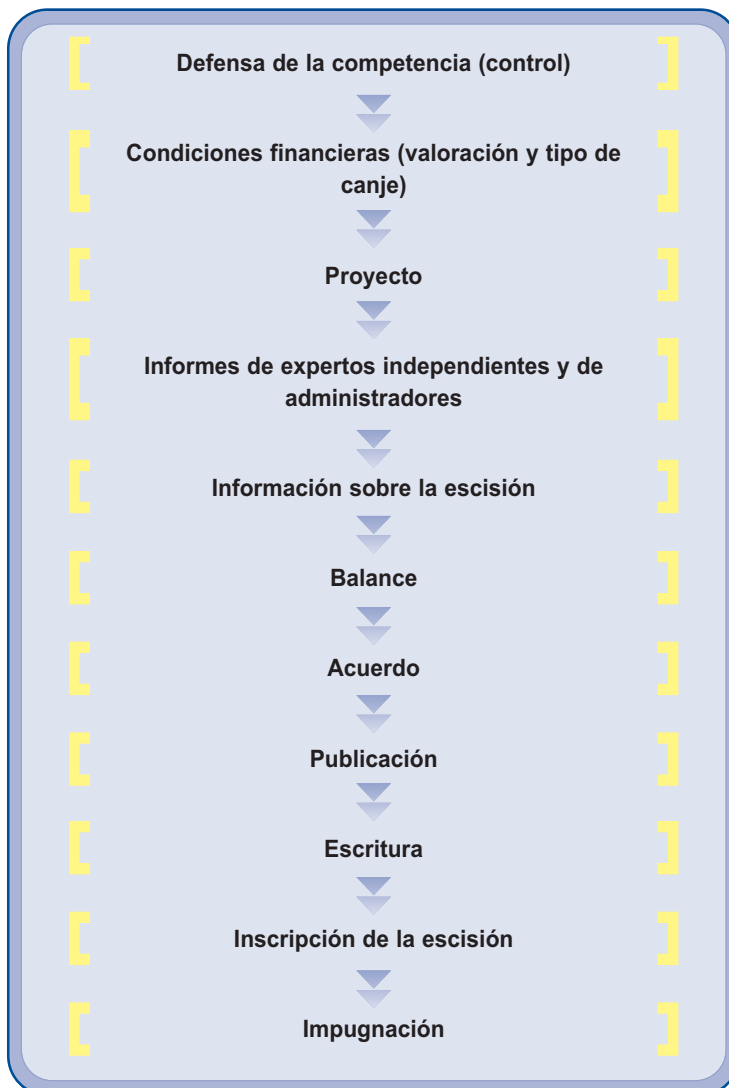 Defensa de la competencia (control)
Condiciones financieras (valoración y tipo de
canje)
Proyecto
Informes de expertos independientes y de
administradores
Información sobre la escisión
Balance
Acuerdo
Publicación
Escritura
Inscripción de la escisión
Impugnación